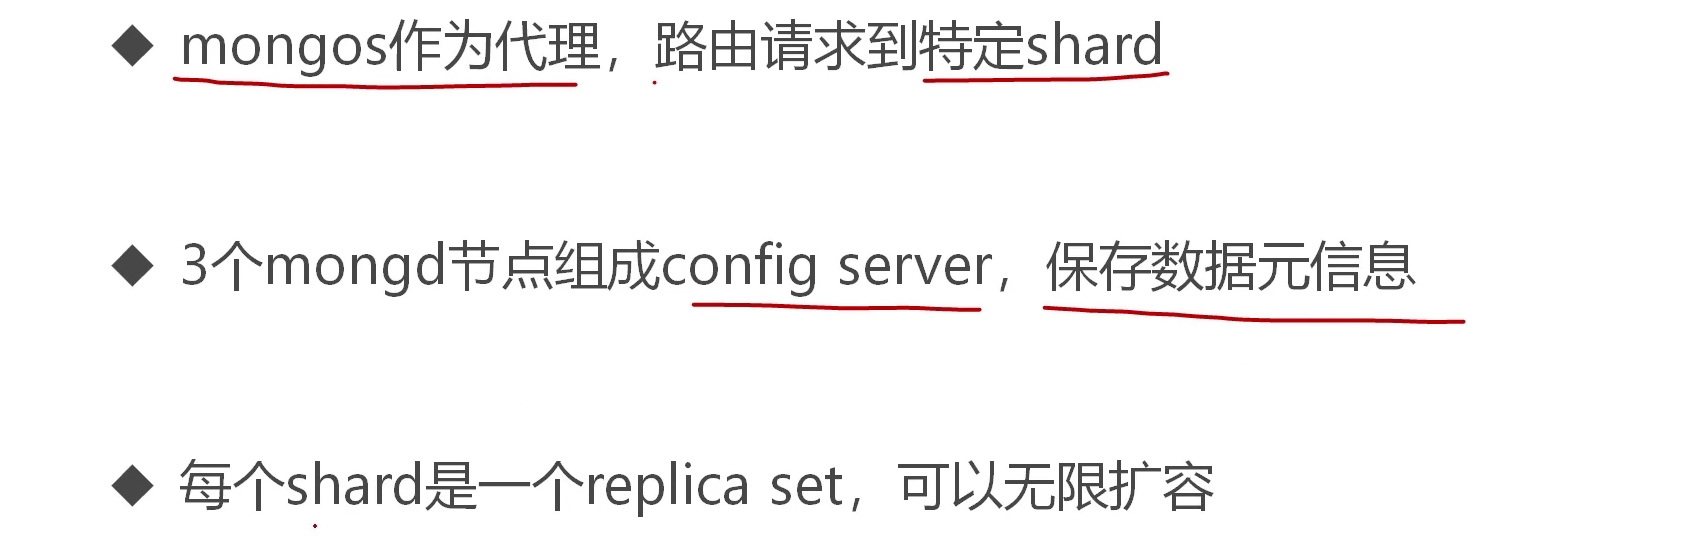 ◆ mongos作为代理，路由请求到特定shard
◆ 3个mongd节点组成config server，保存数据元信息
◆ 每个shard是一个replica set，可以无限扩容